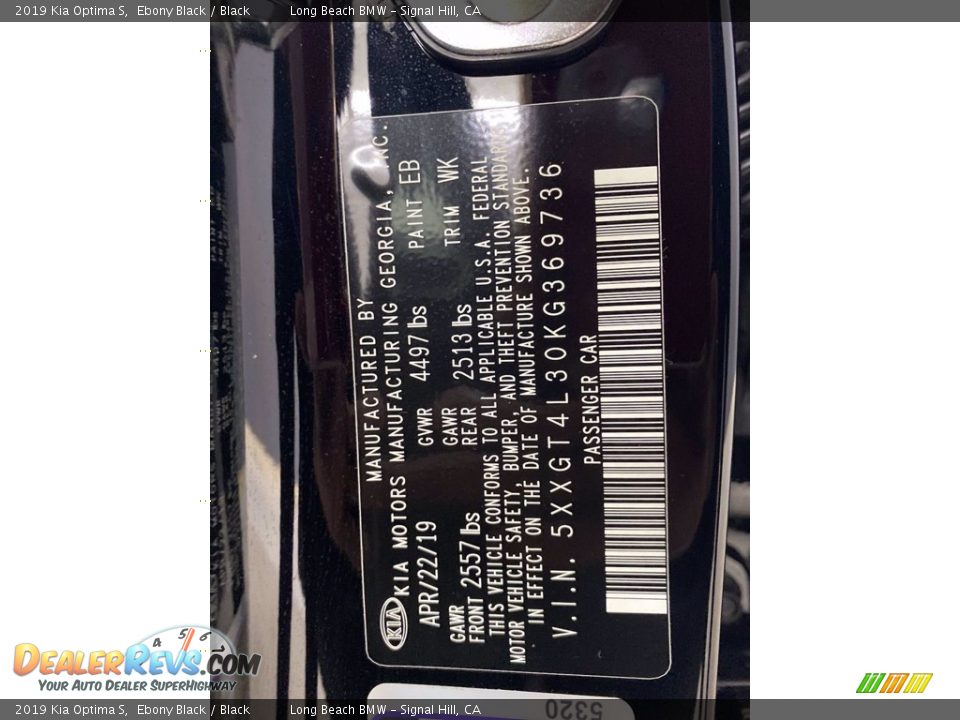 2019 Kia Optima S, Ebony Black / Black Long Beach BMW - Signal Hill, CA
MANUFACTURED BY
KIA KIA MOTORS MANUFACTURING GEORGIA, INC.
APR/22/19 GVWR 4497 lbs PAINT EB
GAWR FRONT 2557 lbs GAWR REAR 2513 lbs TRIM WK
THIS VEHICLE CONFORMS TO ALL APPLICABLE U.S.A. FEDERAL
MOTOR VEHICLE SAFETY, BUMPER, AND THEFT PREVENTION STANDARDS
IN EFFECT ON THE DATE OF MANUFACTURE SHOWN ABOVE.
V.I.N. 5XXGT4L30KG369736
PASSENGER CAR
5320
4 5 6
DEALERREVS.COM
YOUR AUTO DEALER SUPERHIGHWAY
2019 Kia Optima S, Ebony Black / Black Long Beach BMW - Signal Hill, CA